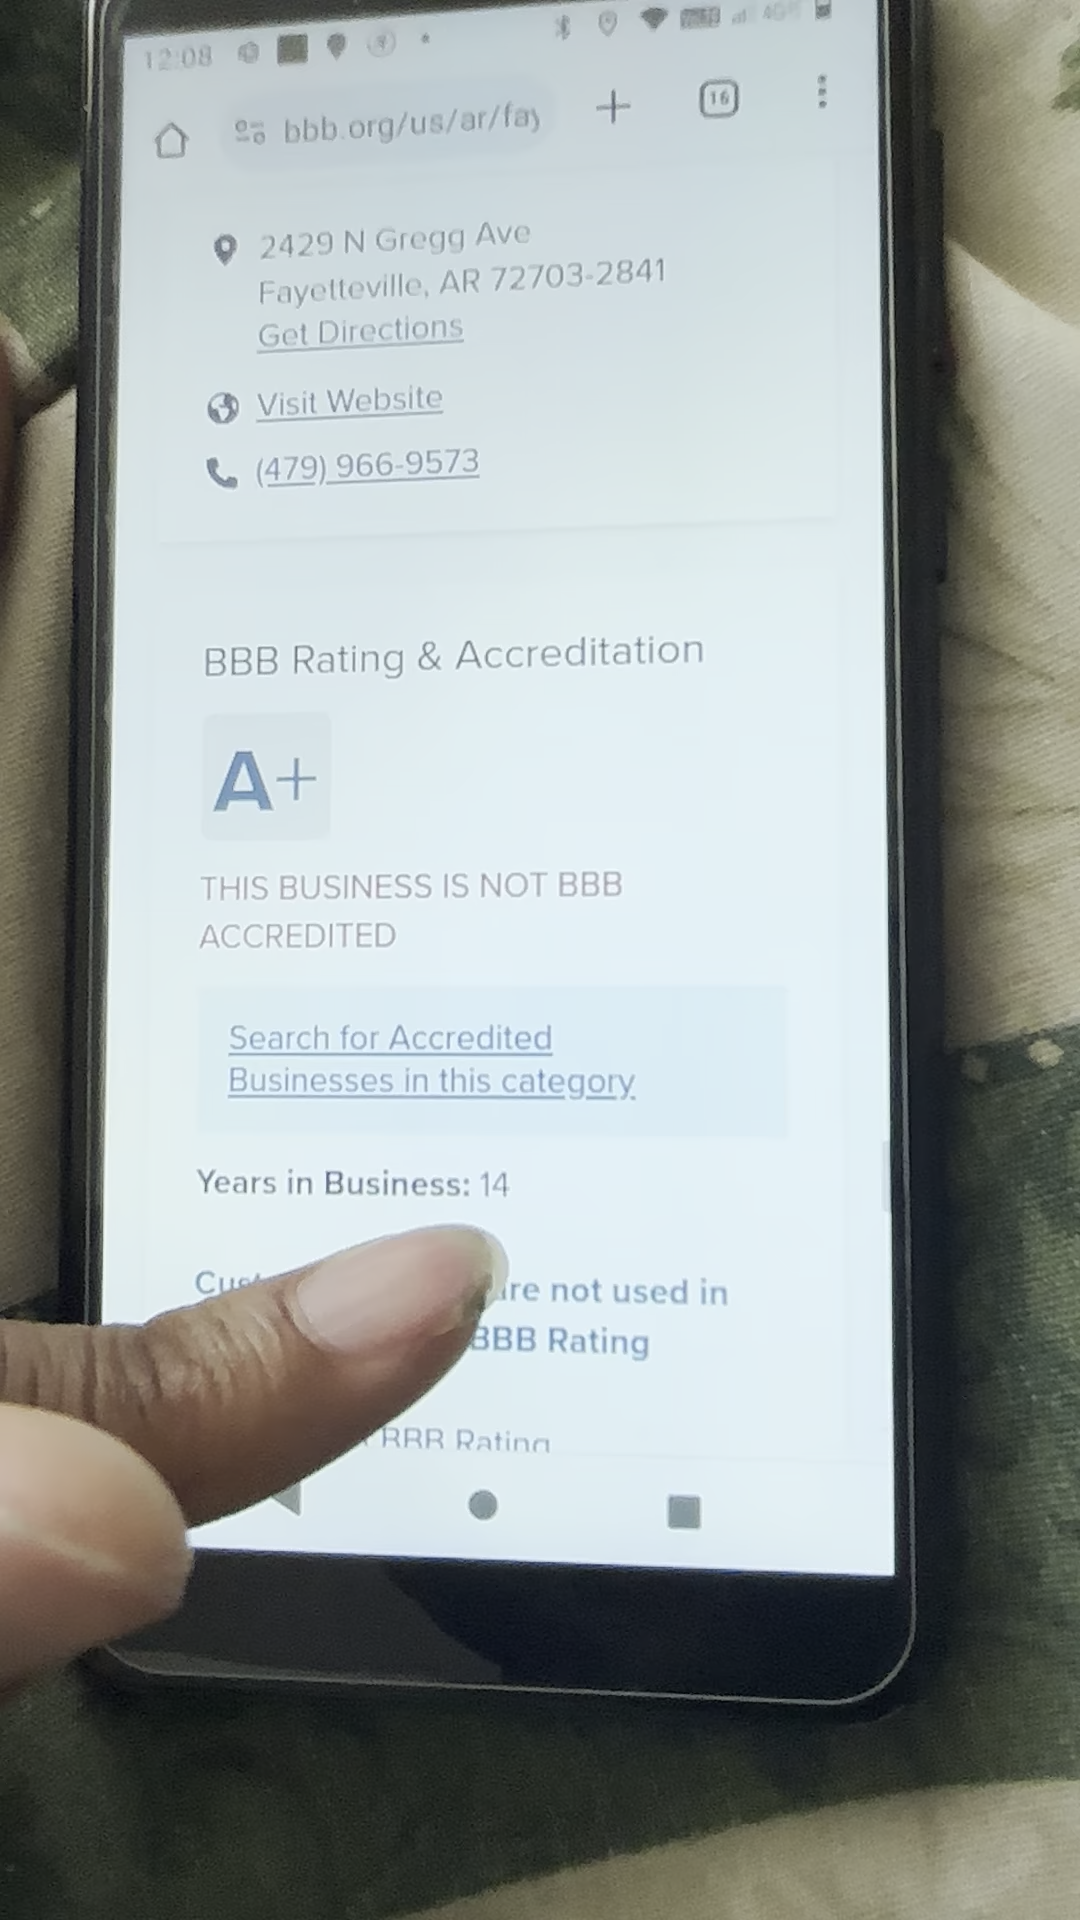 12:08
bbb.org/us/ar/fay
16
2429 N Gregg Ave
Fayetteville, AR 72703-2841
Get Directions
Visit Website
(479) 966-9573
BBB Rating & Accreditation
A+
THIS BUSINESS IS NOT BBB
ACCREDITED
Search for Accredited
Businesses in this category
Years in Business: 14
not used in
BBB Rating
BBB Rating